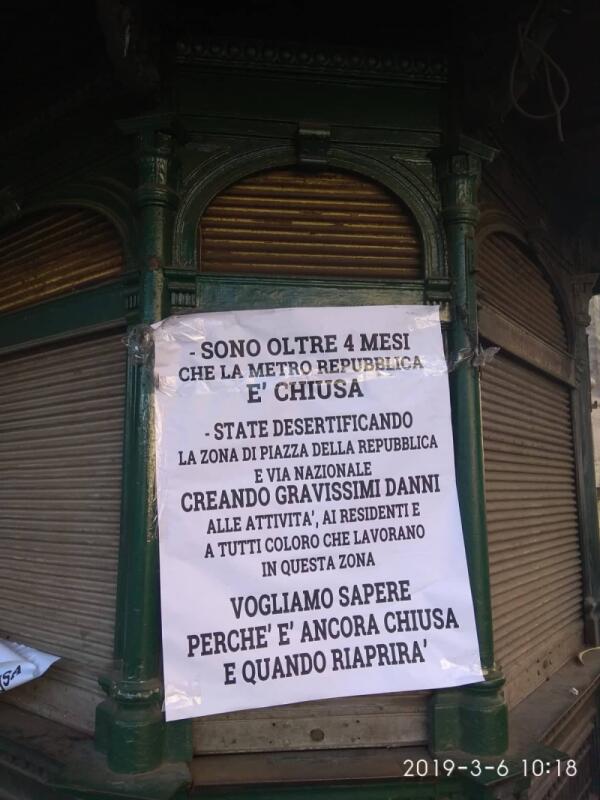 - SONO OLTRE 4 MESI
CHE LA METRO REPUBBLICA
E' CHIUSA
- STATE DESERTIFICANDO
LA ZONA DI PIAZZA DELLA REPUBBLICA
E VIA NAZIONALE
CREANDO GRAVISSIMI DANNI
ALLE ATTIVITA', AI RESIDENTI E
A TUTTI COLORO CHE LAVORANO
IN QUESTA ZONA
VOGLIAMO SAPERE
PERCHE' E' ANCORA CHIUSA
E QUANDO RIAPRIRA'
2019-3-6 10:18